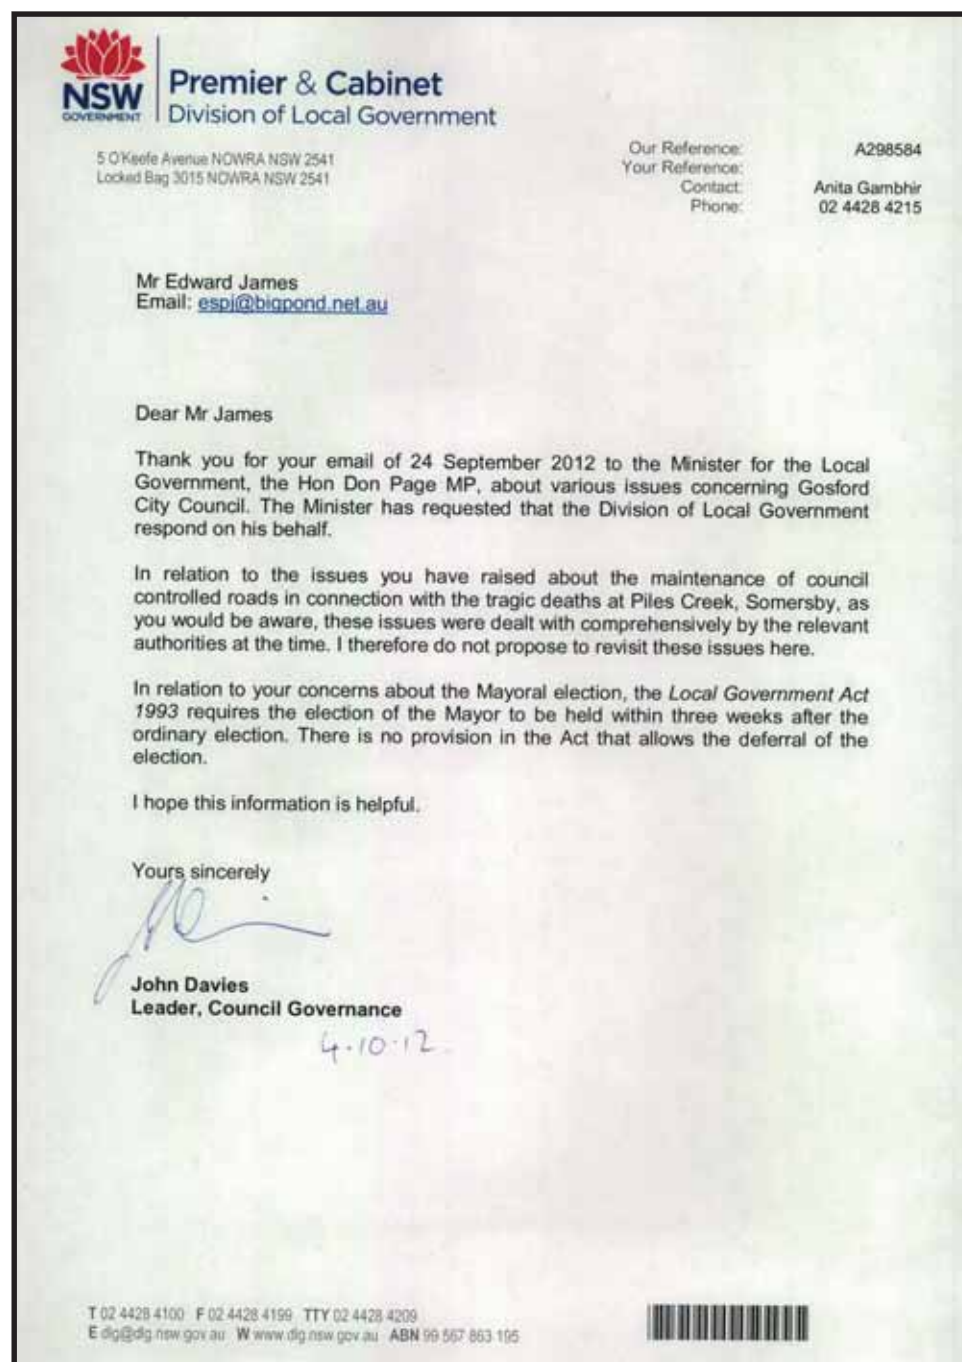 NSW
GOVERNMENT
Premier & Cabinet
Division of Local Government
5 O'Keefe Avenue NOWRA NSW 2541
Locked Bag 3015 NOWRA NSW 2541
Our Reference: A298584
Your Reference:
Contact: Anita Gambhir
Phone: 02 4428 4215
Mr Edward James
Email: espj@bigpond.net.au
Dear Mr James
Thank you for your email of 24 September 2012 to the Minister for the Local
Government, the Hon Don Page MP, about various issues concerning Gosford
City Council. The Minister has requested that the Division of Local Government
respond on his behalf.
In relation to the issues you have raised about the maintenance of council
controlled roads in connection with the tragic deaths at Piles Creek, Somersby, as
you would be aware, these issues were dealt with comprehensively by the relevant
authorities at the time. I therefore do not propose to revisit these issues here.
In relation to your concerns about the Mayoral election, the Local Government Act
1993 requires the election of the Mayor to be held within three weeks after the
ordinary election. There is no provision in the Act that allows the deferral of the
election.
I hope this information is helpful.
Yours sincerely
John Davies
Leader, Council Governance
4.10.12
T 02 4428 4100 F 02 4428 4199 TTY 02 4428 4209
E dlg@dlg.nsw.gov.au W www.dlg.nsw.gov.au ABN 99 567 863 195